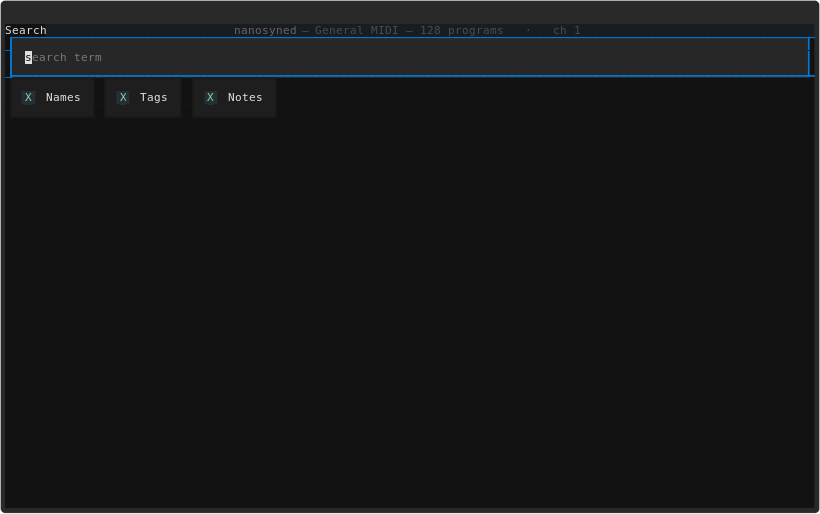 Search nanosyned — General MIDI — 128 programs · ch 1
search term
X Names X Tags X Notes